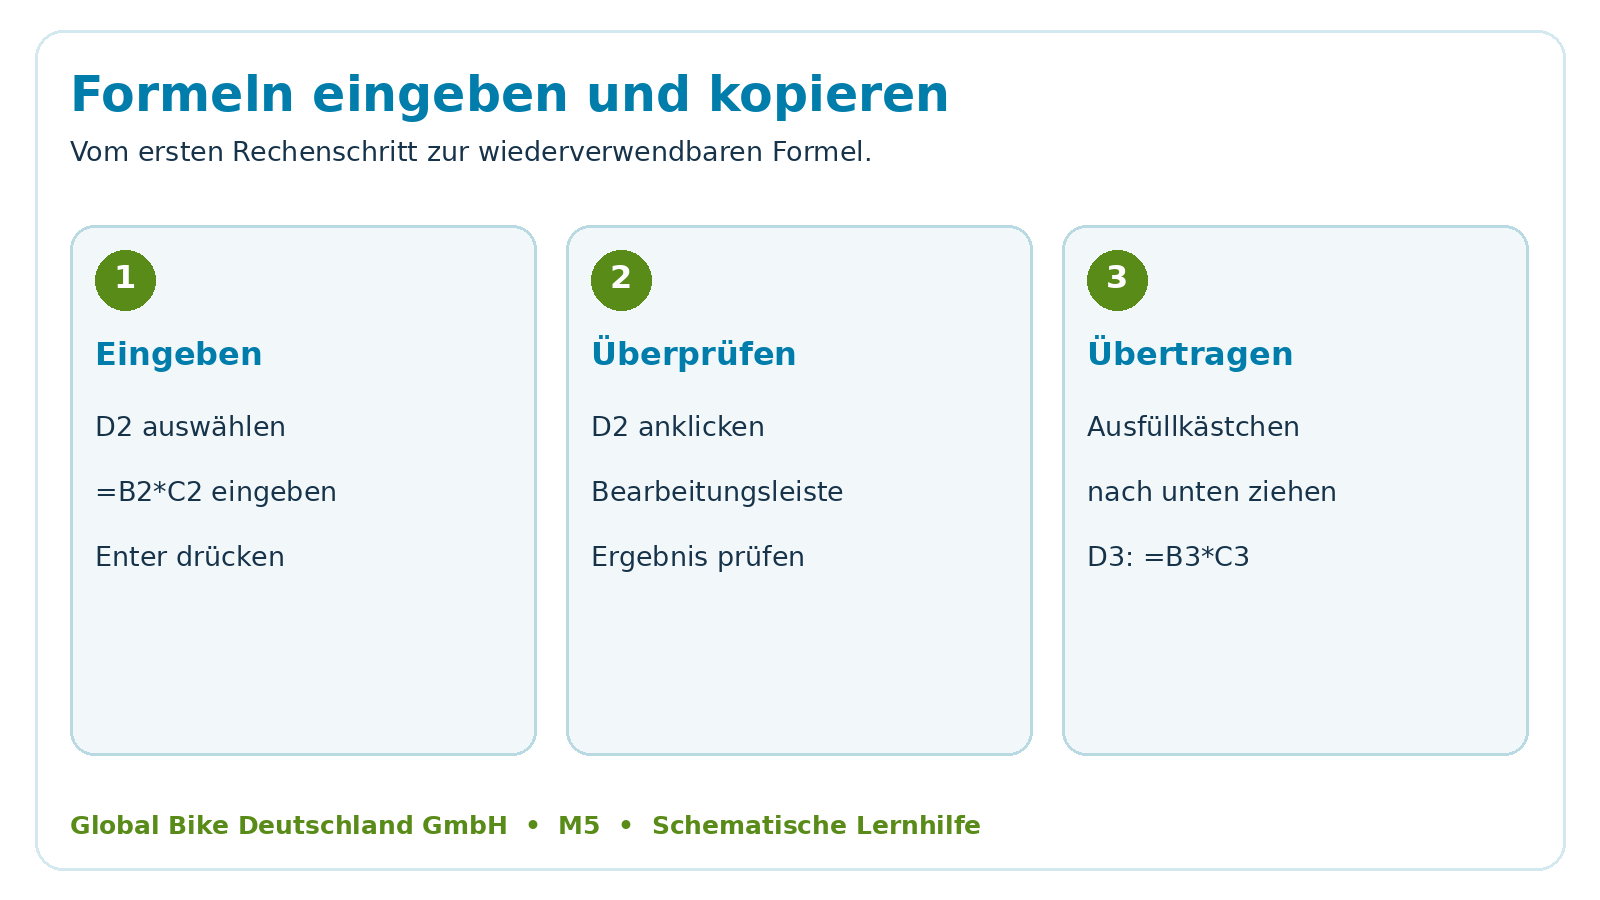 Formeln eingeben und kopieren
Vom ersten Rechenschritt zur wiederverwendbaren Formel.
1
Eingeben
D2 auswählen
=B2*C2 eingeben
Enter drücken
2
Überprüfen
D2 anklicken
Bearbeitungsleiste
Ergebnis prüfen
3
Übertragen
Ausfüllkästchen
nach unten ziehen
D3: =B3*C3
Global Bike Deutschland GmbH • M5 • Schematische Lernhilfe